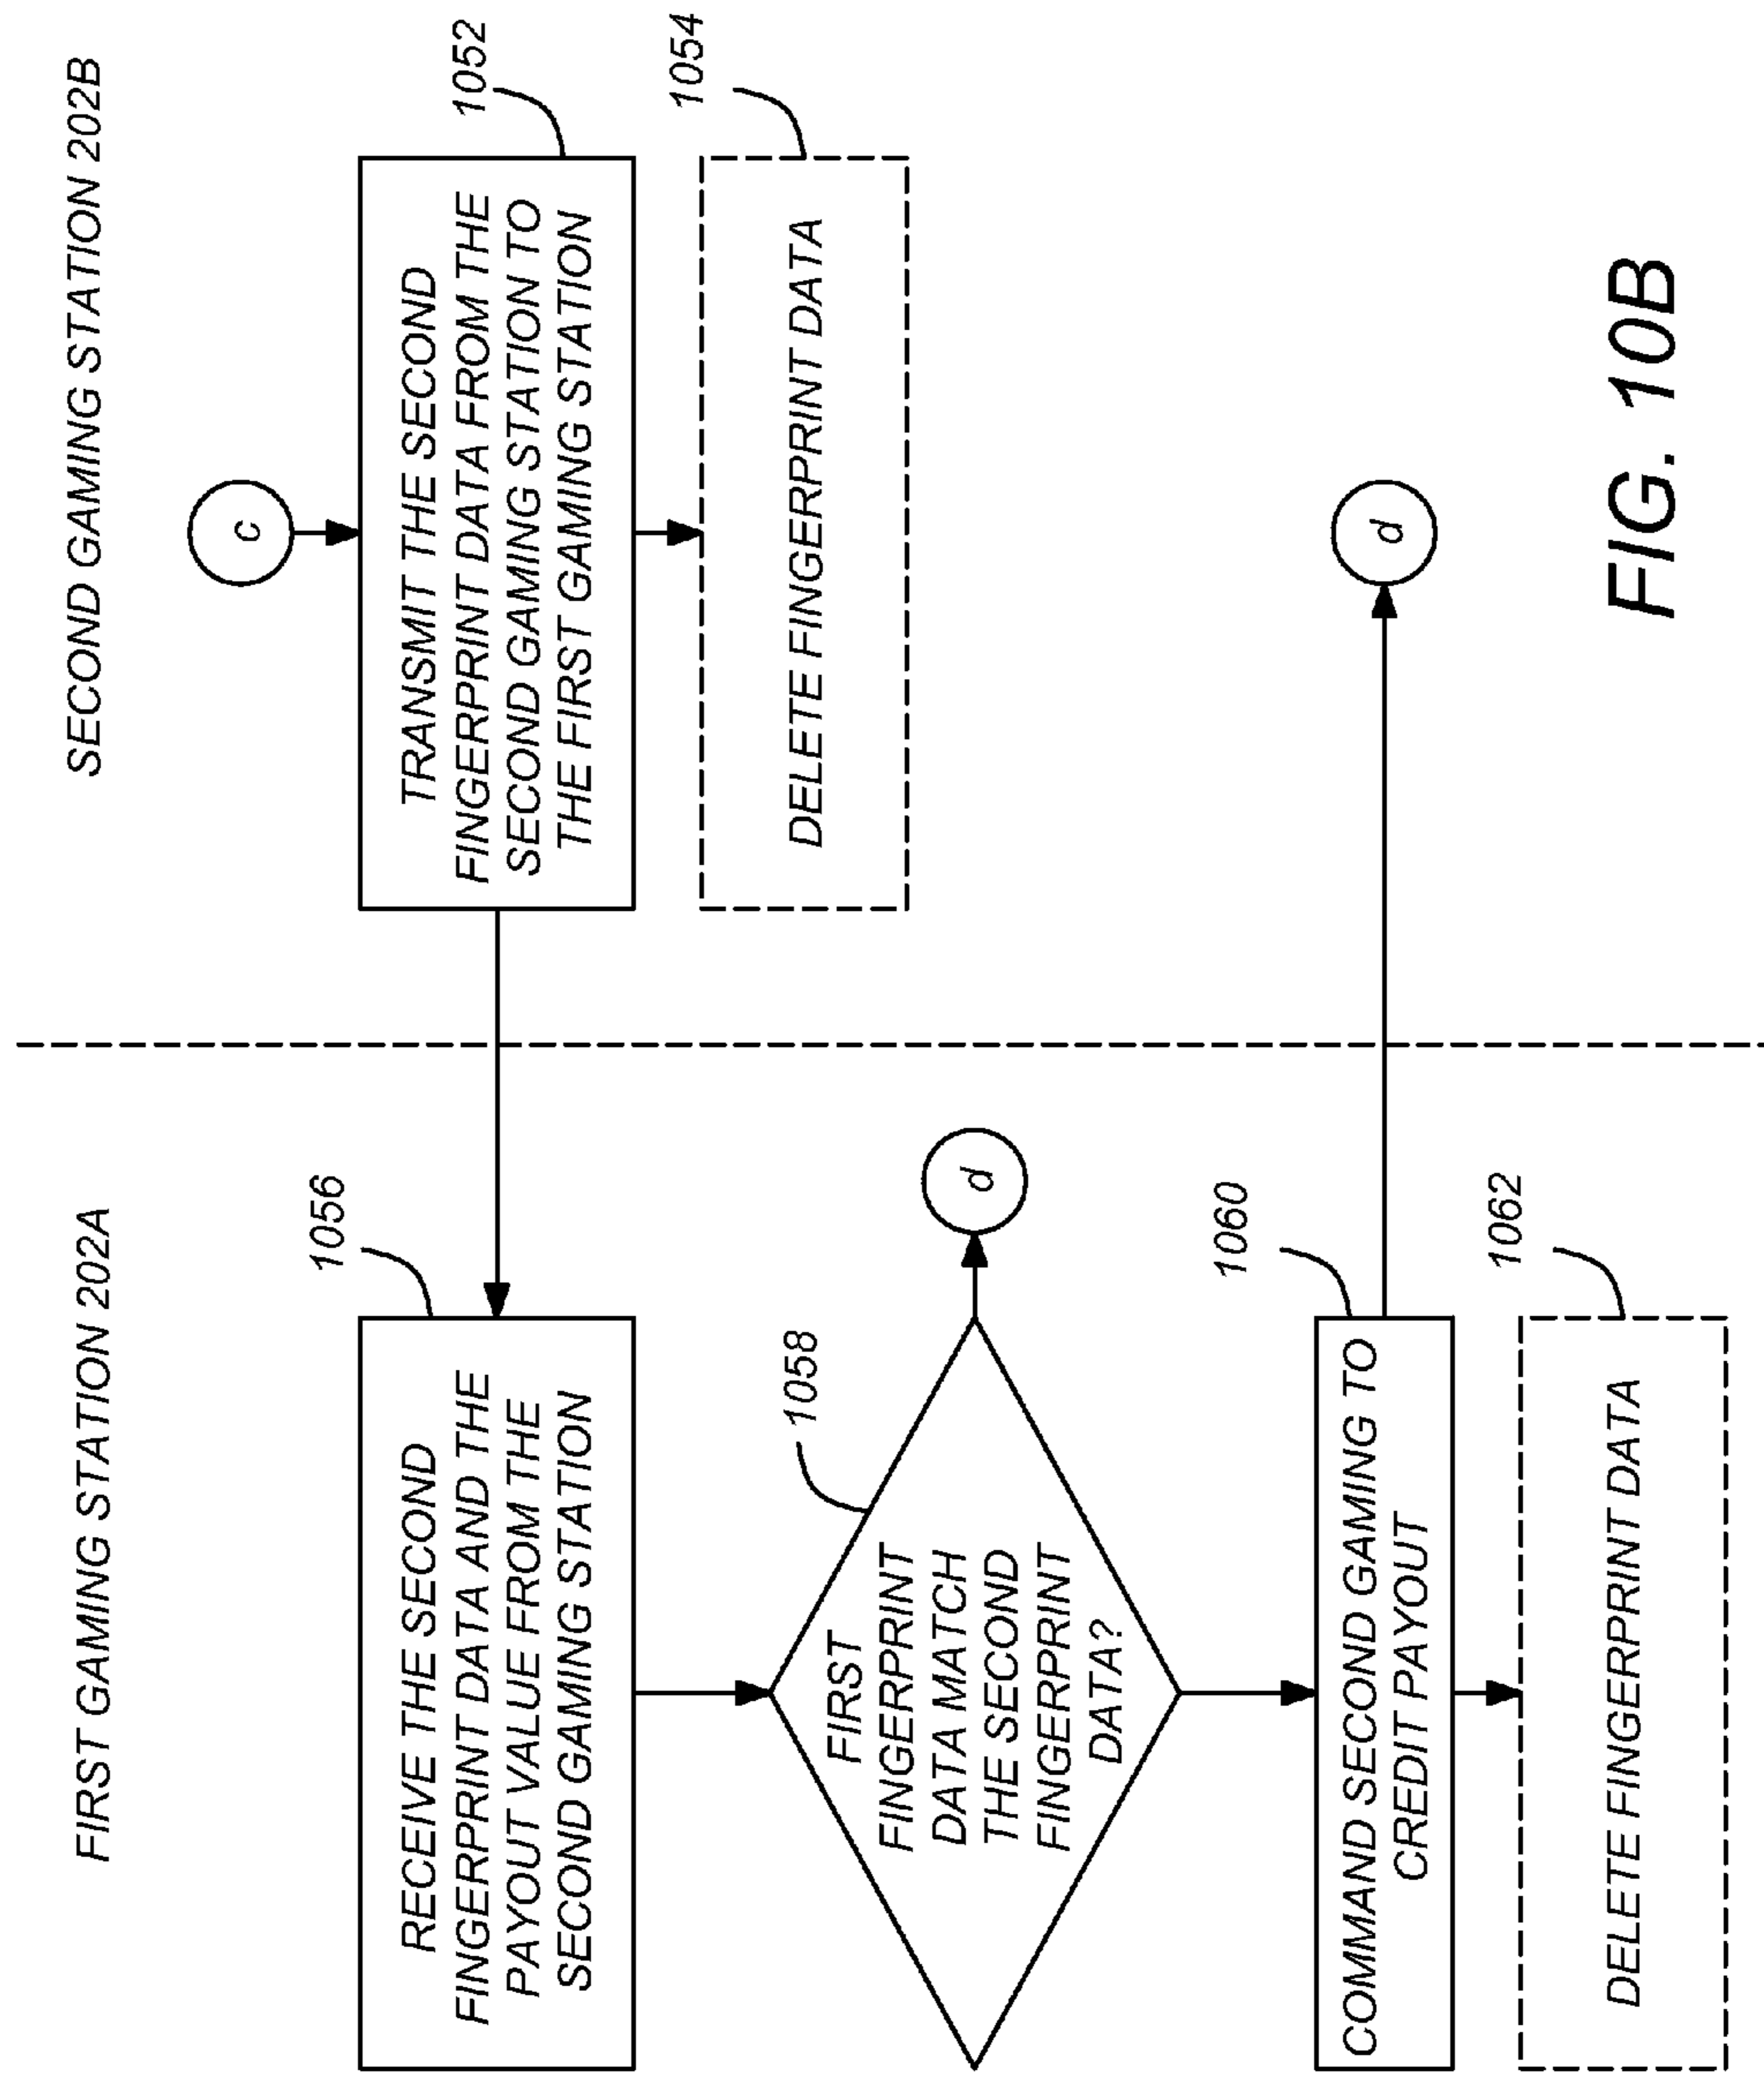 FIRST GAMING STATION 202A
SECOND GAMING STATION 202B
c
1052
TRANSMIT THE SECOND
FINGERPRINT DATA FROM THE
SECOND GAMING STATION TO
THE FIRST GAMING STATION
1054
DELETE FINGERPRINT DATA
1056
RECEIVE THE SECOND
FINGERPRINT DATA AND THE
PAYOUT VALUE FROM THE
SECOND GAMING STATION
1058
FIRST
FINGERPRINT
DATA MATCH
THE SECOND
FINGERPRINT
DATA?
d
1060
COMMAND SECOND GAMING TO
CREDIT PAYOUT
d
1062
DELETE FINGERPRINT DATA
FIG. 10B